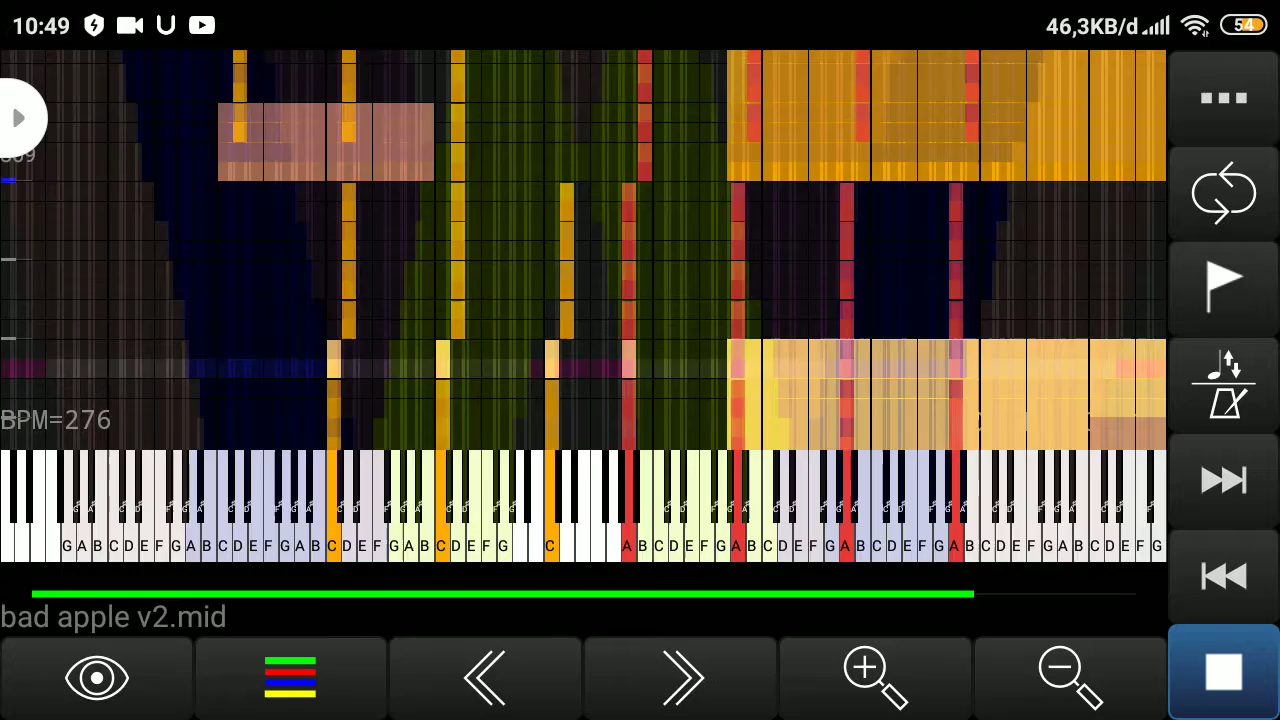 10:49
46,3KB/d
54
BPM=276
G A B C D E F G A B C D E F G A B C D E F G A B C D E F G C A B C D E F G A B C D E F G A B C D E F G A B C D E F G A B C D E F G
bad apple v2.mid